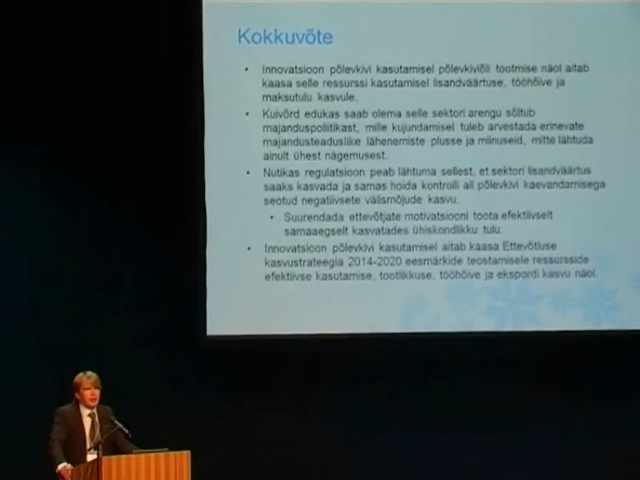 Kokkuvõte
• Innovatsioon põlevkivi kasutamisel põlevkiviõli tootmise näol aitab
kaasa selle ressurssi kasutamisel lisandväärtuse, tööhõive ja
maksutulu kasvule.
• Kuivõrd edukas saab olema selle sektori arengu sõltub
majanduspoliitikast, mille kujundamisel tuleb arvestada erinevate
majandusteaduslike lähenemiste plusse ja miinuseid, mitte lähtuda
ainult ühest nägemusest.
• Nutikas regulatsioon peab lähtuma sellest, et sektori lisandväärtus
saaks kasvada ja samas hoida kontrolli all põlevkivi kaevandamisega
seotud negatiivsete välismõjude kasvu.
• Suurendada ettevõtjate motivatsiooni toota efektiivselt
samaaegselt kasvatades ühiskondlikku tulu.
• Innovatsioon põlevkivi kasutamisel aitab kaasa Ettevõtluse
kasvustrateegia 2014-2020 eesmärkide teostamisele ressursside
efektiivse kasutamise, tootlikkuse, tööhõive ja ekspordi kasvu näol.